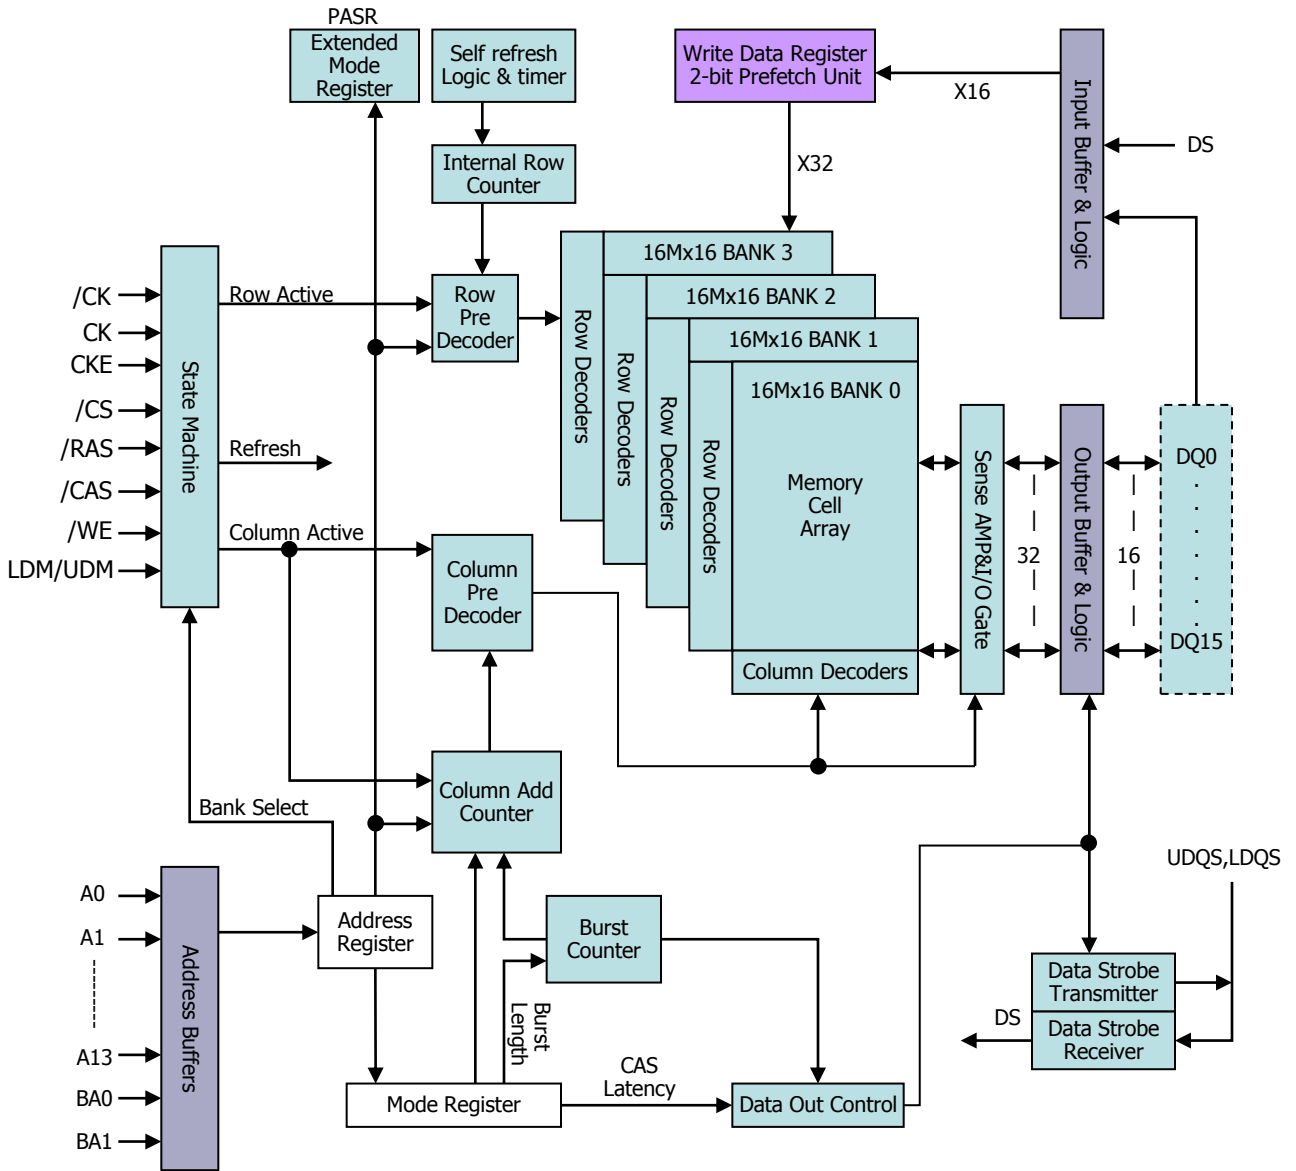 PASR
Extended
Mode
Register
Self refresh
Logic & timer
Write Data Register
2-bit Prefetch Unit
X16
Input Buffer & Logic
DS
Internal Row
Counter
X32
16Mx16 BANK 3
16Mx16 BANK 2
16Mx16 BANK 1
16Mx16 BANK 0
Row Decoders
Row Decoders
Row Decoders
Row Decoders
Memory
Cell
Array
Column Decoders
/CK
CK
CKE
/CS
/RAS
/CAS
/WE
LDM/UDM
State Machine
Row Active
Refresh
Column Active
Row
Pre
Decoder
Column
Pre
Decoder
Sense AMP&I/O Gate
32
Output Buffer & Logic
16
DQ0
DQ15
Column Add
Counter
Bank Select
A0
A1
A13
BA0
BA1
Address Buffers
Address
Register
Burst
Counter
Burst
Length
Mode Register
CAS
Latency
Data Out Control
UDQS,LDQS
Data Strobe
Transmitter
DS
Data Strobe
Receiver